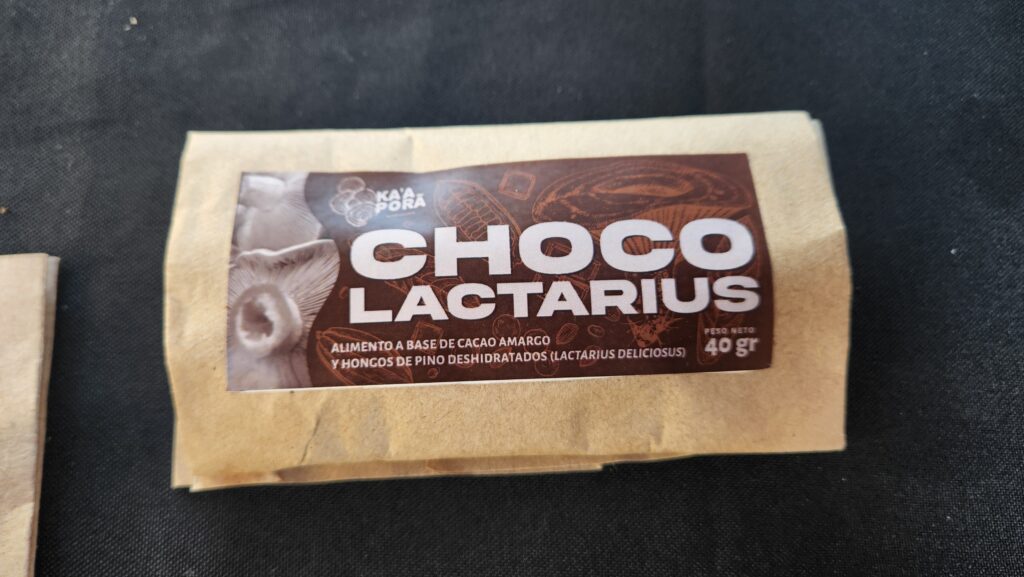 KA'A
PORÃ
CHOCO
LACTARIUS
ALIMENTO A BASE DE CACAO AMARGO
Y HONGOS DE PINO DESHIDRATADOS (LACTARIUS DELICIOSUS)
PESO NETO:
40 gr